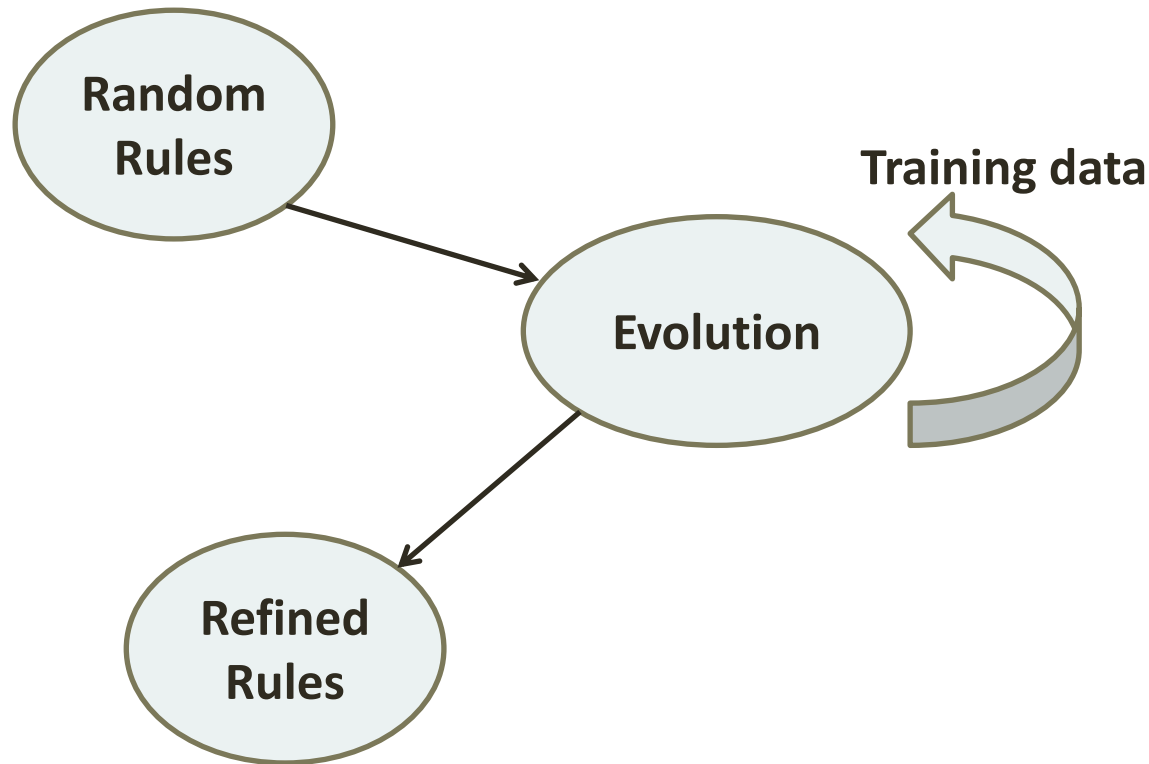 Random
Rules
Training data
Evolution
Refined
Rules